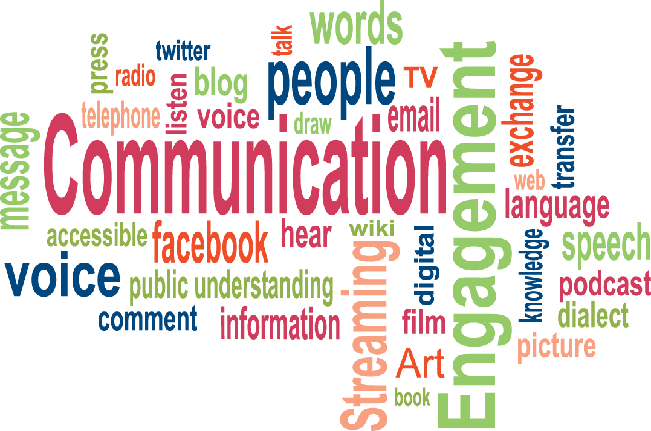 words
talk
twitter
press
radio
listen
blog
people
TV
telephone
voice
draw
email
exchange
message
Communication
Engagement
transfer
web
language
accessible
facebook
hear
wiki
digital
knowledge
speech
voice
public understanding
Streaming
podcast
comment
information
film
dialect
picture
Art
book